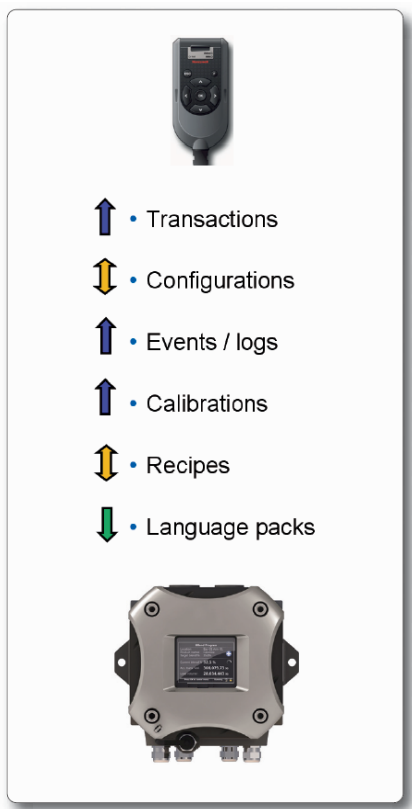 • Transactions
• Configurations
• Events / logs
• Calibrations
• Recipes
• Language packs